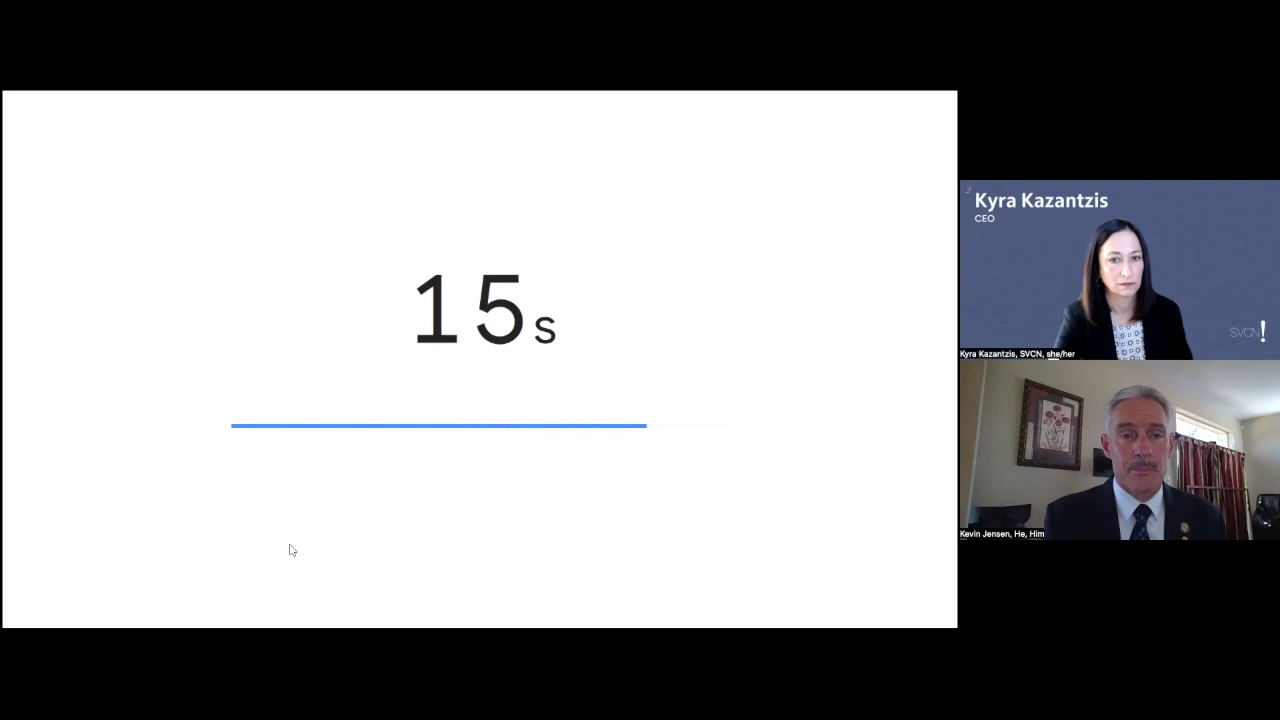 15s
Kyra Kazantzis
CEO
SVCN!
Kyra Kazantzis, SVCN, she/her
Kevin Jensen, He, Him